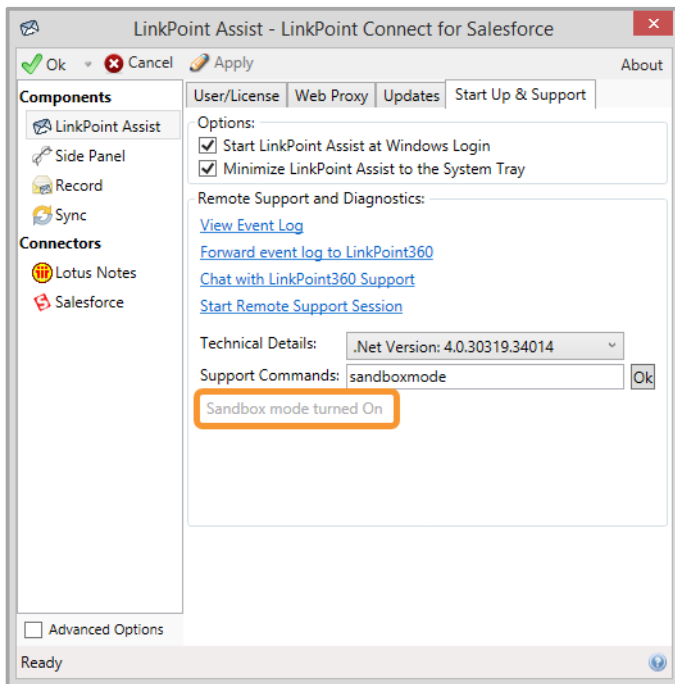 LinkPoint Assist - LinkPoint Connect for Salesforce
Ok Cancel Apply About
Components
LinkPoint Assist
Side Panel
Record
Sync
Connectors
Lotus Notes
Salesforce
Advanced Options
User/License Web Proxy Updates Start Up & Support
Options:
Start LinkPoint Assist at Windows Login
Minimize LinkPoint Assist to the System Tray
Remote Support and Diagnostics:
View Event Log
Forward event log to LinkPoint360
Chat with LinkPoint360 Support
Start Remote Support Session
Technical Details: .Net Version: 4.0.30319.34014
Support Commands: sandboxmode Ok
Sandbox mode turned On
Ready